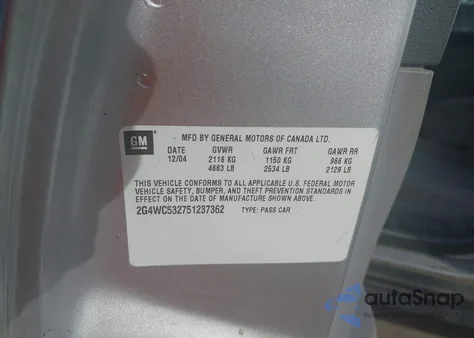 GM
MFD BY GENERAL MOTORS OF CANADA LTD.
DATE GVWR GAWR FRT GAWR RR
12/04 2116 KG 1150 KG 966 KG
4663 LB 2534 LB 2129 LB
THIS VEHICLE CONFORMS TO ALL APPLICABLE U.S. FEDERAL MOTOR
VEHICLE SAFETY, BUMPER, AND THEFT PREVENTION STANDARDS IN
EFFECT ON THE DATE OF MANUFACTURE SHOWN ABOVE.
2G4WC532751237362 TYPE: PASS CAR
autoSnap